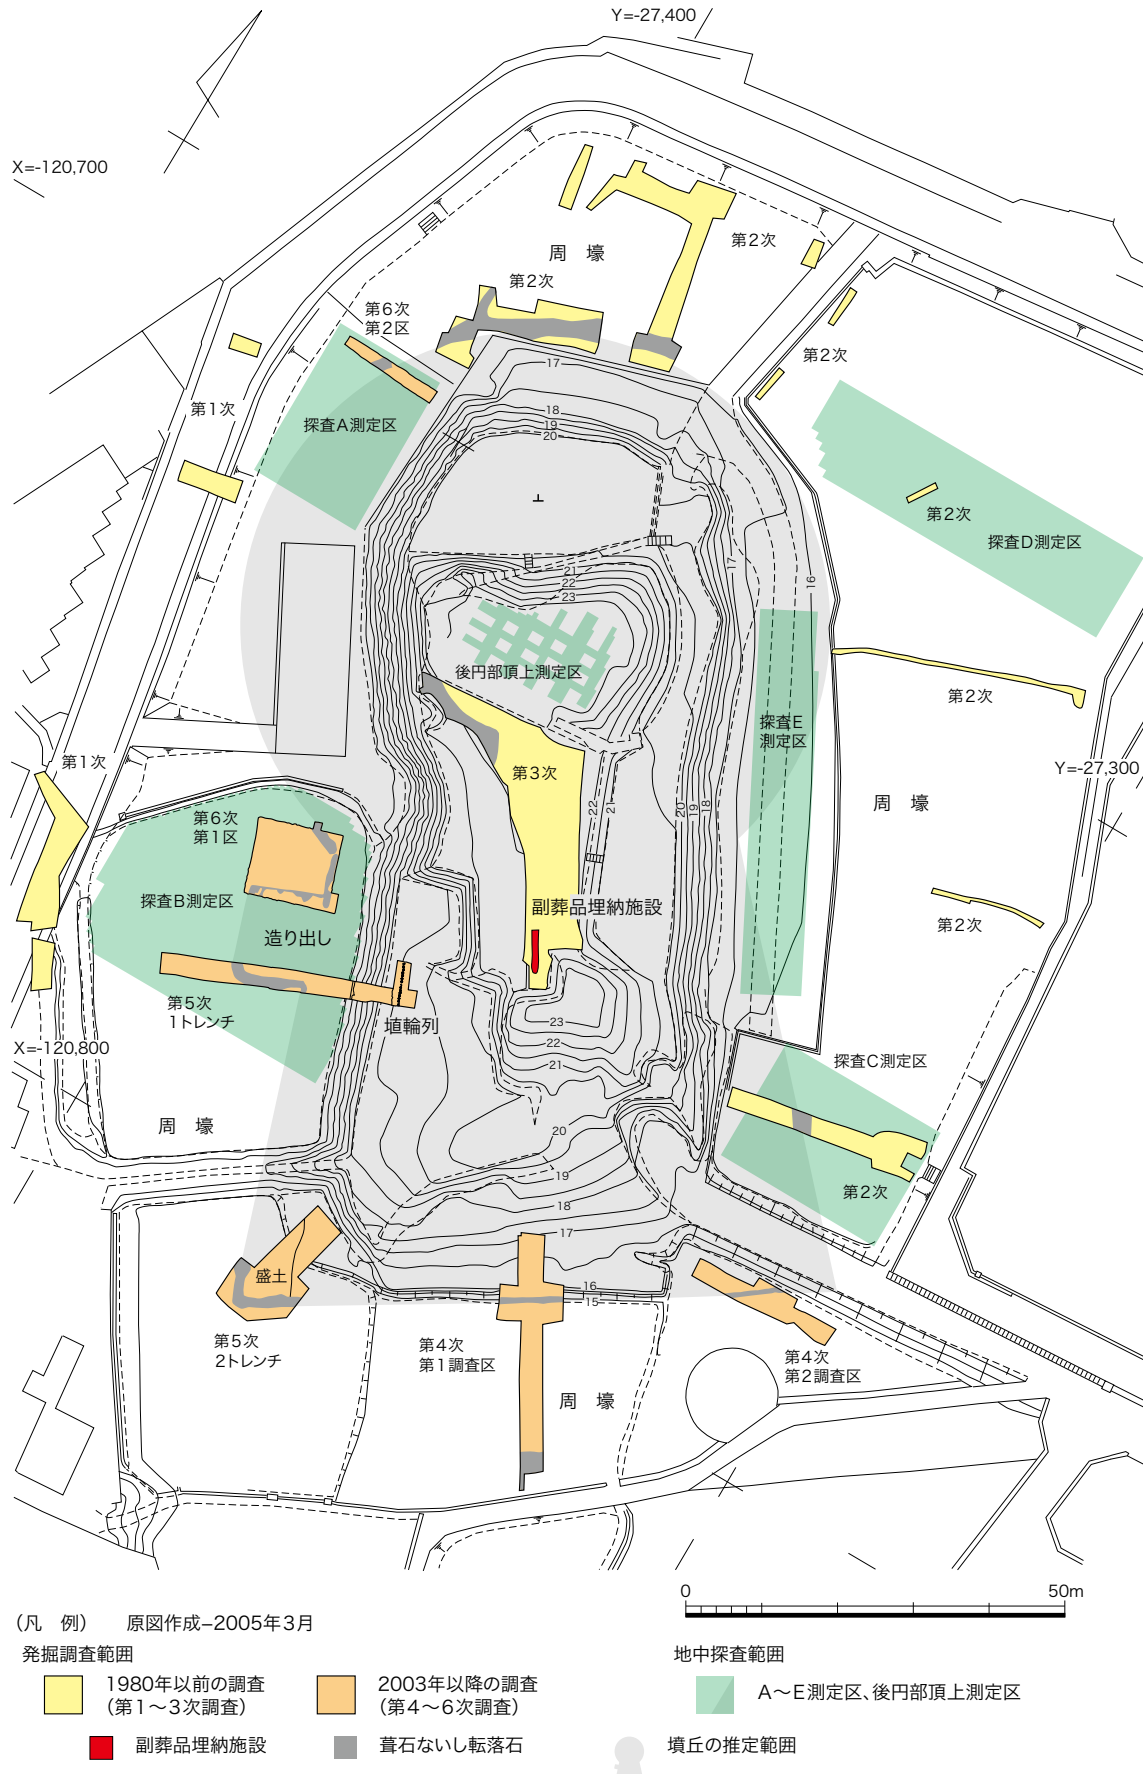 Y=-27,400
X=-120,700
第2次
周　壕
第2次
第6次
第2区
17
第2次
第1次
18
探査A測定区
19
20
第2次
探査D測定区
17
21
22
23
16
後円部頂上測定区
第2次
探査E
測定区
第1次
第3次
Y=-27,300
22
21
20
19
18
周　壕
第6次
第1区
探査B測定区
副葬品埋納施設
第2次
造り出し
第5次
1トレンチ
埴輪列
23
22
21
X=-120,800
探査C測定区
周　壕
20
19
第2次
18
17
盛土
16
15
第5次
2トレンチ
第4次
第1調査区
第4次
第2調査区
周　壕
0
50m
（凡　例）　原図作成–2005年3月
発掘調査範囲
地中探査範囲
1980年以前の調査
（第1～3次調査）
2003年以降の調査
（第4～6次調査）
A～E測定区、後円部頂上測定区
副葬品埋納施設
葺石ないし転落石
墳丘の推定範囲